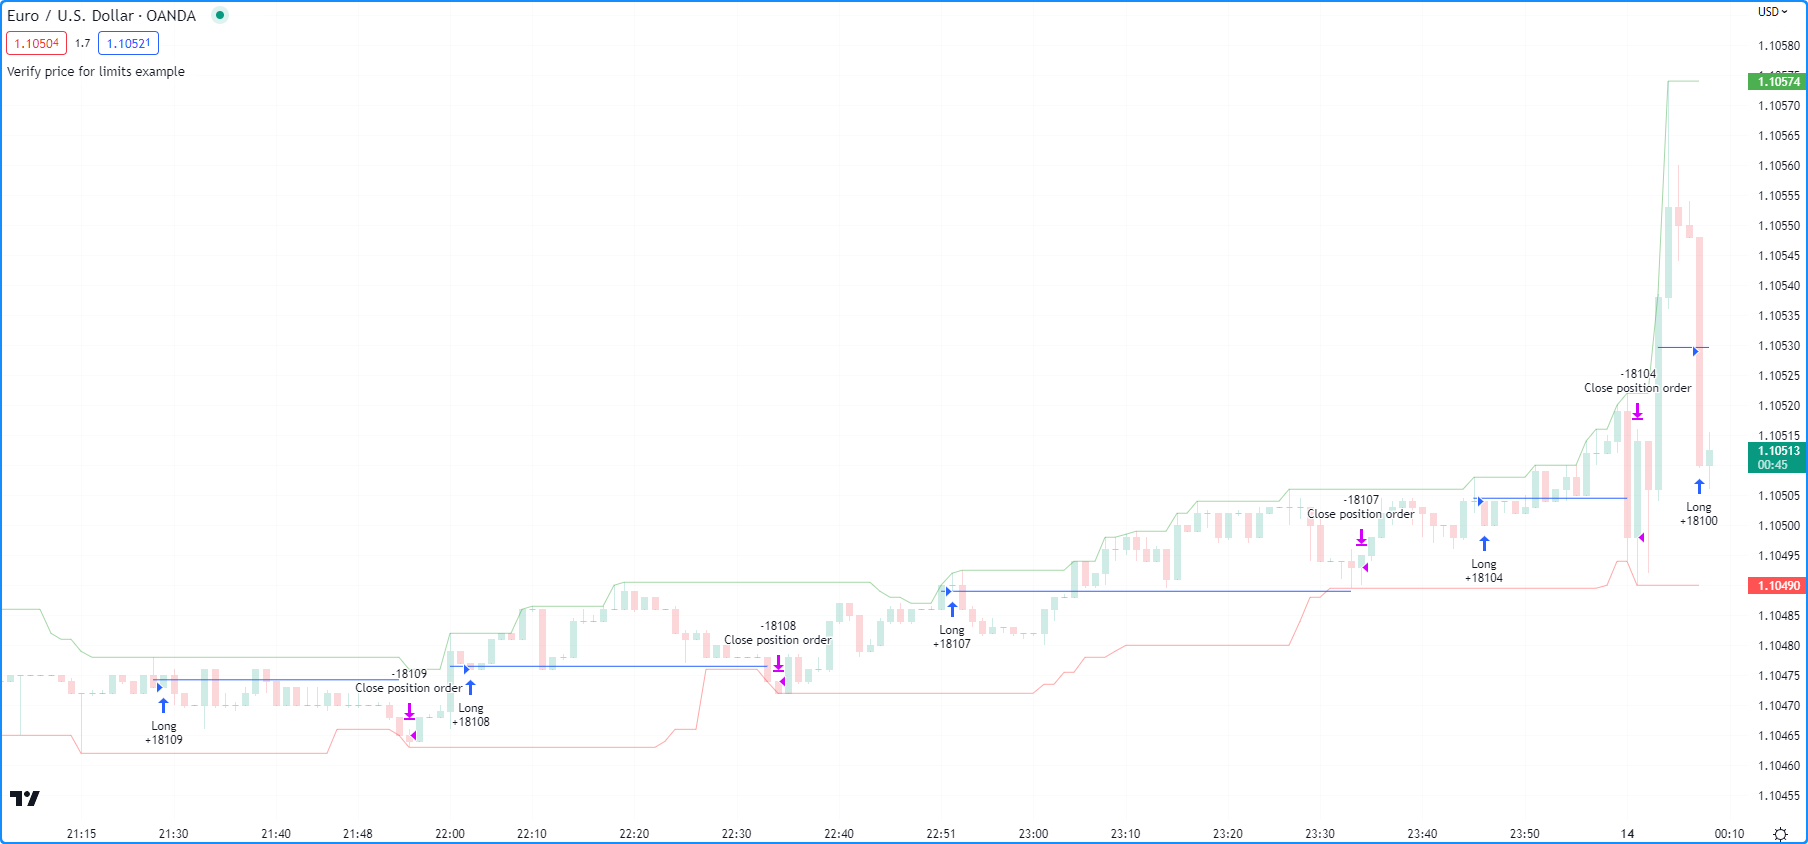 Euro / U.S. Dollar · OANDA
USD
1.10504 1.7 1.10521
Verify price for limits example
1.10580
1.10574
1.10570
1.10565
1.10560
1.10555
1.10550
1.10545
1.10540
1.10535
1.10530
1.10525
1.10520
1.10515
1.10513
00:45
1.10505
1.10500
1.10495
1.10490
1.10485
1.10480
1.10475
1.10470
1.10465
1.10460
1.10455
Long
+18109
-18109
Close position order
Long
+18108
-18108
Close position order
Long
+18107
-18107
Close position order
Long
+18104
-18104
Close position order
Long
+18100
21:15 21:30 21:40 21:48 22:00 22:10 22:20 22:30 22:40 22:51 23:00 23:10 23:20 23:30 23:40 23:50 14 00:10